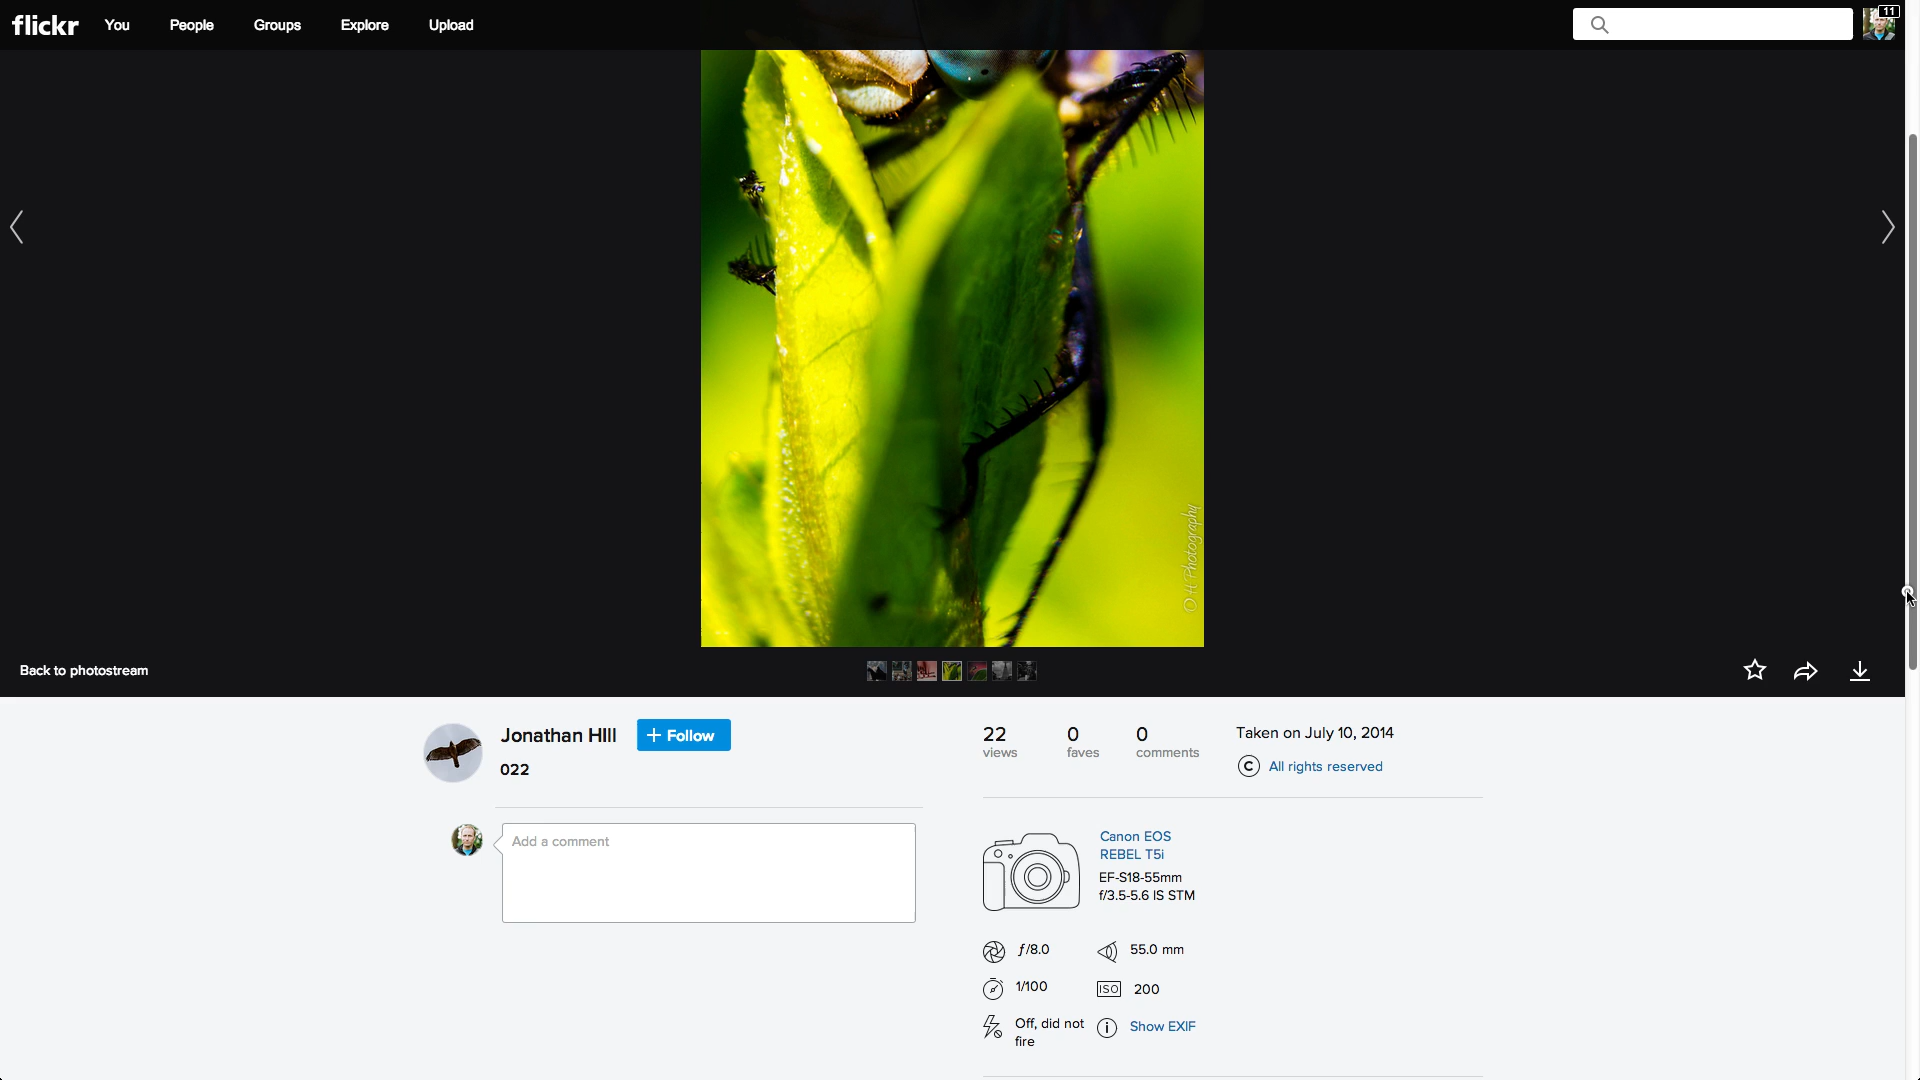 flickr You People Groups Explore Upload
11
© H Photography
Back to photostream
Jonathan HIll + Follow
022
22 views
0 faves
0 comments
Taken on July 10, 2014
All rights reserved
Add a comment
Canon EOS
REBEL T5i
EF-S18-55mm
f/3.5-5.6 IS STM
ƒ/8.0
55.0 mm
1/100
ISO 200
Off, did not
fire
Show EXIF